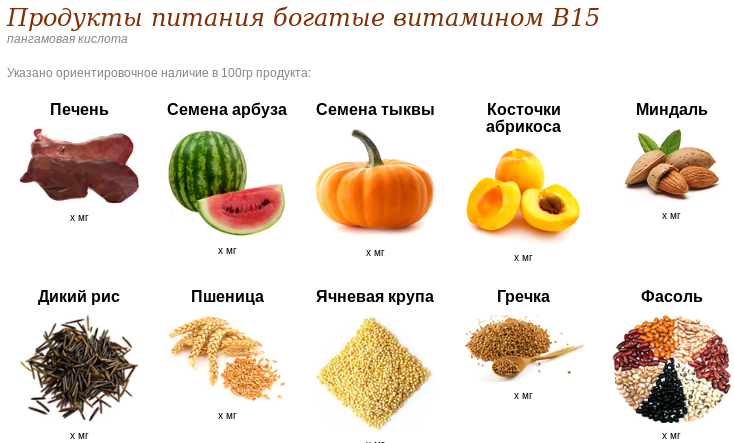 Продукты питания богатые витамином B15
пангамовая кислота
Указано ориентировочное наличие в 100гр продукта:
Печень
Семена арбуза
Семена тыквы
Косточки
абрикоса
Миндаль
х мг
х мг
х мг
х мг
х мг
Дикий рис
Пшеница
Ячневая крупа
Гречка
Фасоль
х мг
х мг
х мг
х мг